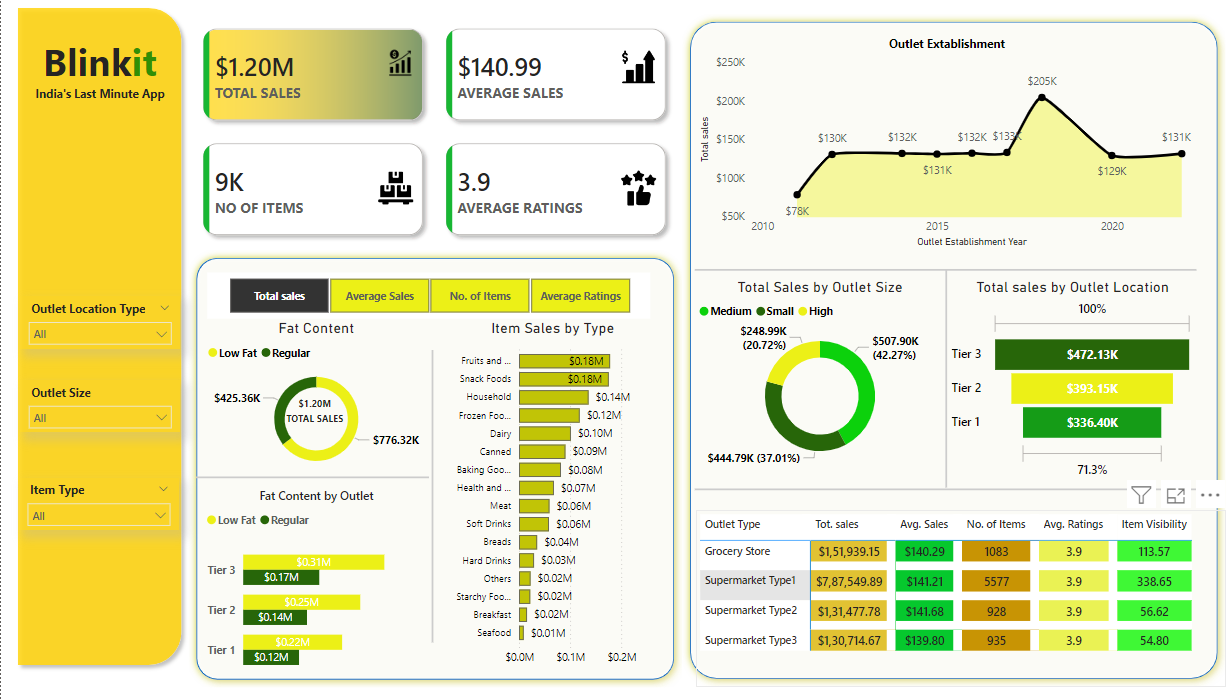 Blinkit
India's Last Minute App
Outlet Location Type
All
Outlet Size
All
Item Type
All
$1.20M
TOTAL SALES
$140.99
AVERAGE SALES
9K
NO OF ITEMS
3.9
AVERAGE RATINGS
Total sales
Average Sales
No. of Items
Average Ratings
Fat Content
Low Fat Regular
$425.36K
$1.20M
TOTAL SALES
$776.32K
Fat Content by Outlet
Low Fat Regular
Tier 3 $0.31M
$0.17M
Tier 2 $0.25M
$0.14M
Tier 1 $0.22M
$0.12M
Item Sales by Type
Fruits and ... $0.18M
Snack Foods $0.18M
Household $0.14M
Frozen Foo... $0.12M
Dairy $0.10M
Canned $0.09M
Baking Goo... $0.08M
Health and ... $0.07M
Meat $0.06M
Soft Drinks $0.06M
Breads $0.04M
Hard Drinks $0.03M
Others $0.02M
Starchy Foo... $0.02M
Breakfast $0.02M
Seafood $0.01M
$0.0M $0.1M $0.2M
Outlet Establishment
Total sales
$250K
$200K
$150K
$100K
$50K
$78K
$130K
$132K
$131K
$132K
$133K
$205K
$129K
$131K
2010 2015 2020
Outlet Establishment Year
Total Sales by Outlet Size
Medium Small High
$248.99K
(20.72%)
$507.90K
(42.27%)
$444.79K (37.01%)
Total sales by Outlet Location
100%
Tier 3 $472.13K
Tier 2 $393.15K
Tier 1 $336.40K
71.3%
Outlet Type Tot. sales Avg. Sales No. of Items Avg. Ratings Item Visibility
Grocery Store $1,51,939.15 $140.29 1083 3.9 113.57
Supermarket Type1 $7,87,549.89 $141.21 5577 3.9 338.65
Supermarket Type2 $1,31,477.78 $141.68 928 3.9 56.62
Supermarket Type3 $1,30,714.67 $139.80 935 3.9 54.80